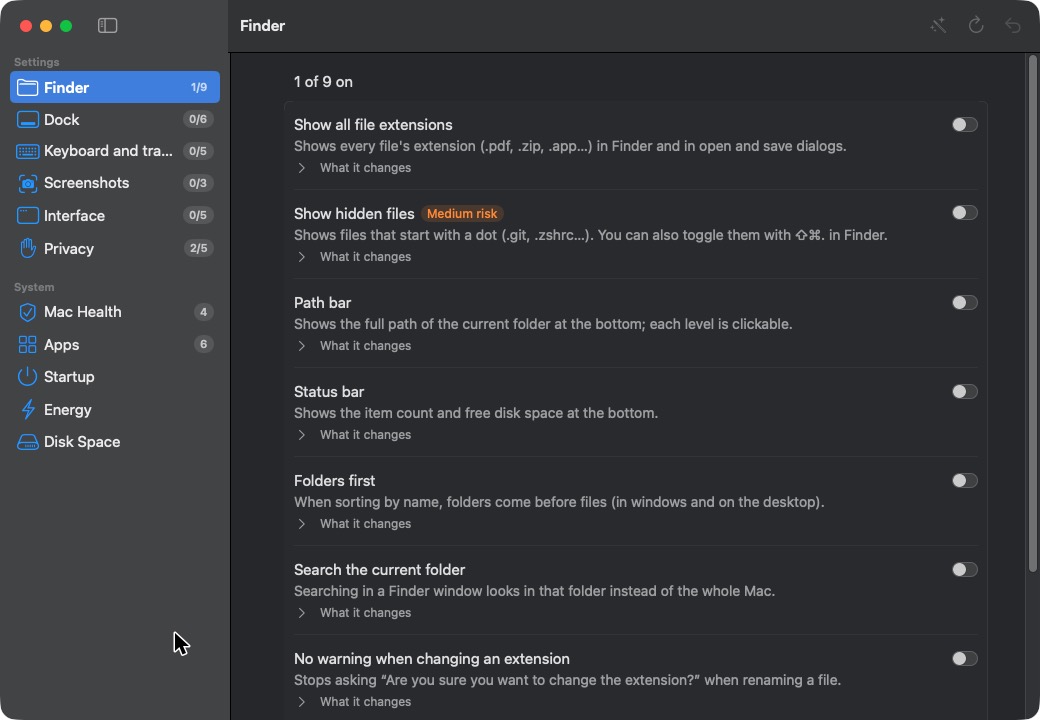 Finder
Settings
Finder 1/9
Dock 0/6
Keyboard and tra... 0/5
Screenshots 0/3
Interface 0/5
Privacy 2/5
System
Mac Health 4
Apps 6
Startup
Energy
Disk Space
1 of 9 on
Show all file extensions
Shows every file's extension (.pdf, .zip, .app...) in Finder and in open and save dialogs.
What it changes
Show hidden files Medium risk
Shows files that start with a dot (.git, .zshrc...). You can also toggle them with ⇧⌘. in Finder.
What it changes
Path bar
Shows the full path of the current folder at the bottom; each level is clickable.
What it changes
Status bar
Shows the item count and free disk space at the bottom.
What it changes
Folders first
When sorting by name, folders come before files (in windows and on the desktop).
What it changes
Search the current folder
Searching in a Finder window looks in that folder instead of the whole Mac.
What it changes
No warning when changing an extension
Stops asking “Are you sure you want to change the extension?” when renaming a file.
What it changes